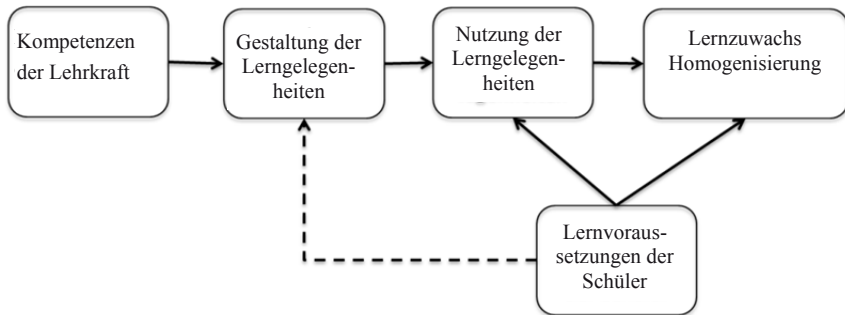 Kompetenzen
der Lehrkraft
Gestaltung der
Lerngelegen-
heiten
Nutzung der
Lerngelegen-
heiten
Lernzuwachs
Homogenisierung
Lernvoraus-
setzungen der
Schüler